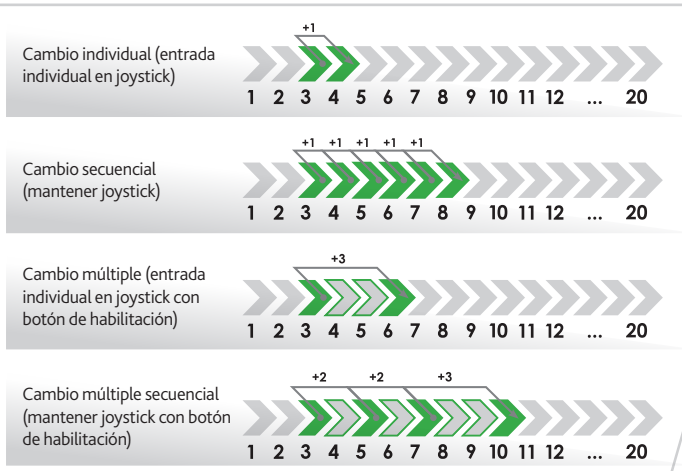 +1
Cambio individual (entrada
individual en joystick)
1 2 3 4 5 6 7 8 9 10 11 12 ... 20
+1 +1 +1 +1 +1
Cambio secuencial
(mantener joystick)
1 2 3 4 5 6 7 8 9 10 11 12 ... 20
+3
Cambio múltiple (entrada
individual en joystick con
botón de habilitación)
1 2 3 4 5 6 7 8 9 10 11 12 ... 20
+2 +2 +3
Cambio múltiple secuencial
(mantener joystick con botón
de habilitación)
1 2 3 4 5 6 7 8 9 10 11 12 ... 20